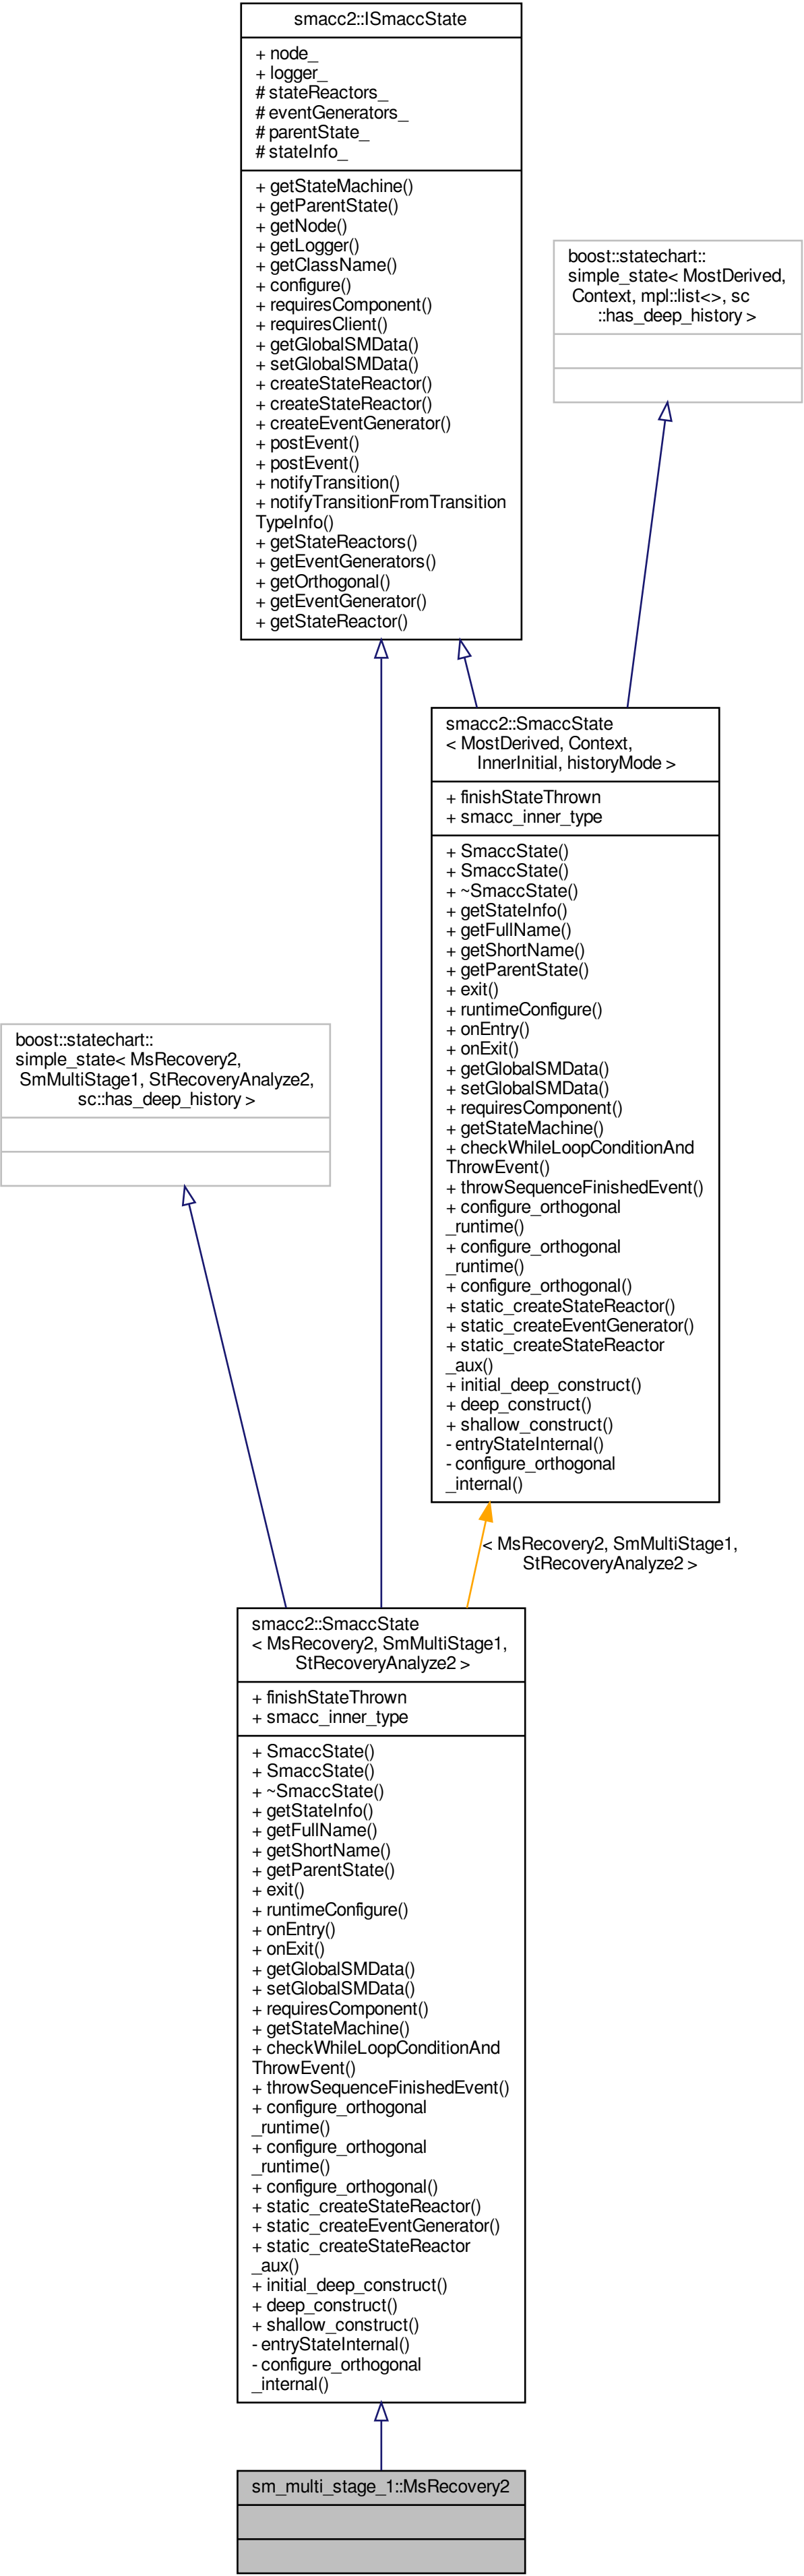 smacc2::ISmaccState
+ node_
+ logger_
# stateReactors_
# eventGenerators_
# parentState_
# stateInfo_
+ getStateMachine()
+ getParentState()
+ getNode()
+ getLogger()
+ getClassName()
+ configure()
+ requiresComponent()
+ requiresClient()
+ getGlobalSMData()
+ setGlobalSMData()
+ createStateReactor()
+ createStateReactor()
+ createEventGenerator()
+ postEvent()
+ postEvent()
+ notifyTransition()
+ notifyTransitionFromTransition
TypeInfo()
+ getStateReactors()
+ getEventGenerators()
+ getOrthogonal()
+ getEventGenerator()
+ getStateReactor()
boost::statechart::
simple_state< MostDerived,
Context, mpl::list<>, sc
::has_deep_history >
smacc2::SmaccState
< MostDerived, Context,
InnerInitial, historyMode >
+ finishStateThrown
+ smacc_inner_type
+ SmaccState()
+ SmaccState()
+ ~SmaccState()
+ getStateInfo()
+ getFullName()
+ getShortName()
+ getParentState()
+ exit()
+ runtimeConfigure()
+ onEntry()
+ onExit()
+ getGlobalSMData()
+ setGlobalSMData()
+ requiresComponent()
+ getStateMachine()
+ checkWhileLoopConditionAnd
ThrowEvent()
+ throwSequenceFinishedEvent()
+ configure_orthogonal
_runtime()
+ configure_orthogonal
_runtime()
+ configure_orthogonal()
+ static_createStateReactor()
+ static_createEventGenerator()
+ static_createStateReactor
_aux()
+ initial_deep_construct()
+ deep_construct()
+ shallow_construct()
- entryStateInternal()
- configure_orthogonal
_internal()
boost::statechart::
simple_state< MsRecovery2,
SmMultiStage1, StRecoveryAnalyze2,
sc::has_deep_history >
< MsRecovery2, SmMultiStage1,
StRecoveryAnalyze2 >
smacc2::SmaccState
< MsRecovery2, SmMultiStage1,
StRecoveryAnalyze2 >
+ finishStateThrown
+ smacc_inner_type
+ SmaccState()
+ SmaccState()
+ ~SmaccState()
+ getStateInfo()
+ getFullName()
+ getShortName()
+ getParentState()
+ exit()
+ runtimeConfigure()
+ onEntry()
+ onExit()
+ getGlobalSMData()
+ setGlobalSMData()
+ requiresComponent()
+ getStateMachine()
+ checkWhileLoopConditionAnd
ThrowEvent()
+ throwSequenceFinishedEvent()
+ configure_orthogonal
_runtime()
+ configure_orthogonal
_runtime()
+ configure_orthogonal()
+ static_createStateReactor()
+ static_createEventGenerator()
+ static_createStateReactor
_aux()
+ initial_deep_construct()
+ deep_construct()
+ shallow_construct()
- entryStateInternal()
- configure_orthogonal
_internal()
sm_multi_stage_1::MsRecovery2